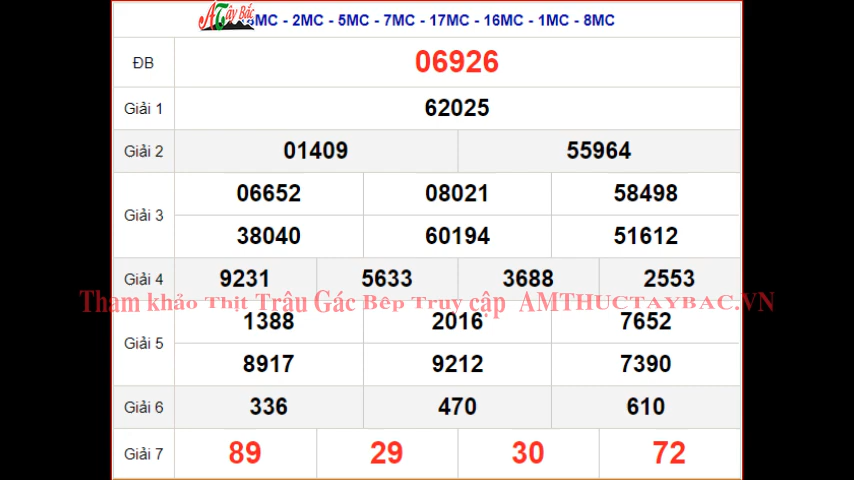 ATây Bắc
MC - 2MC - 5MC - 7MC - 17MC - 16MC - 1MC - 8MC
ĐB 06926
Giải 1 62025
Giải 2 01409 55964
Giải 3
06652 08021 58498
38040 60194 51612
Giải 4 9231 5633 3688 2553
Tham khảo Thịt Trâu Gác Bếp Truy cập AMTHUCTAYBAC.VN
Giải 5
1388 2016 7652
8917 9212 7390
Giải 6 336 470 610
Giải 7 89 29 30 72